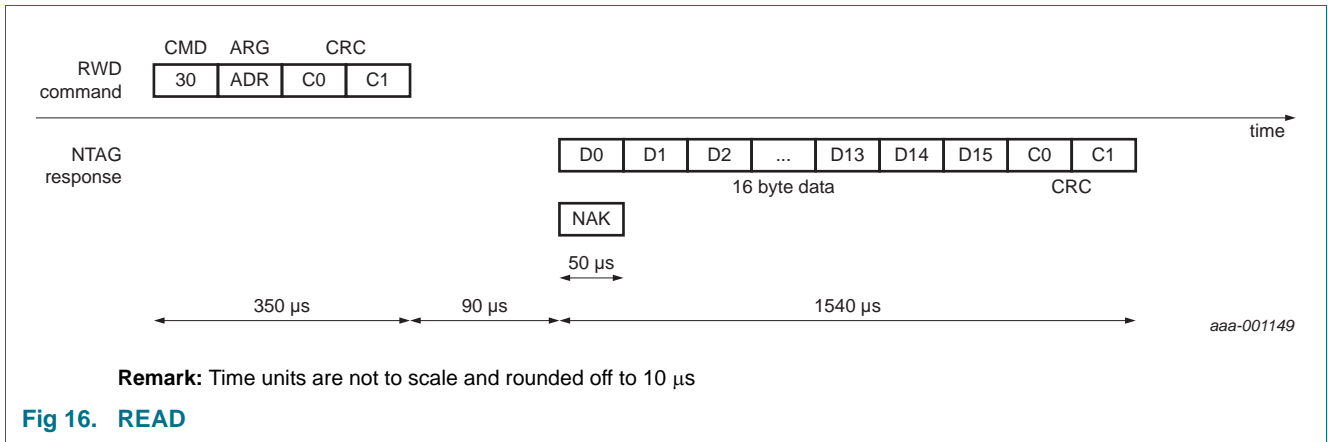 CMD ARG CRC
RWD
command
30 ADR C0 C1
time
NTAG
response
D0 D1 D2 ... D13 D14 D15 C0 C1
16 byte data CRC
NAK
50 µs
350 µs 90 µs 1540 µs
aaa-001149
Remark: Time units are not to scale and rounded off to 10 µs
Fig 16. READ